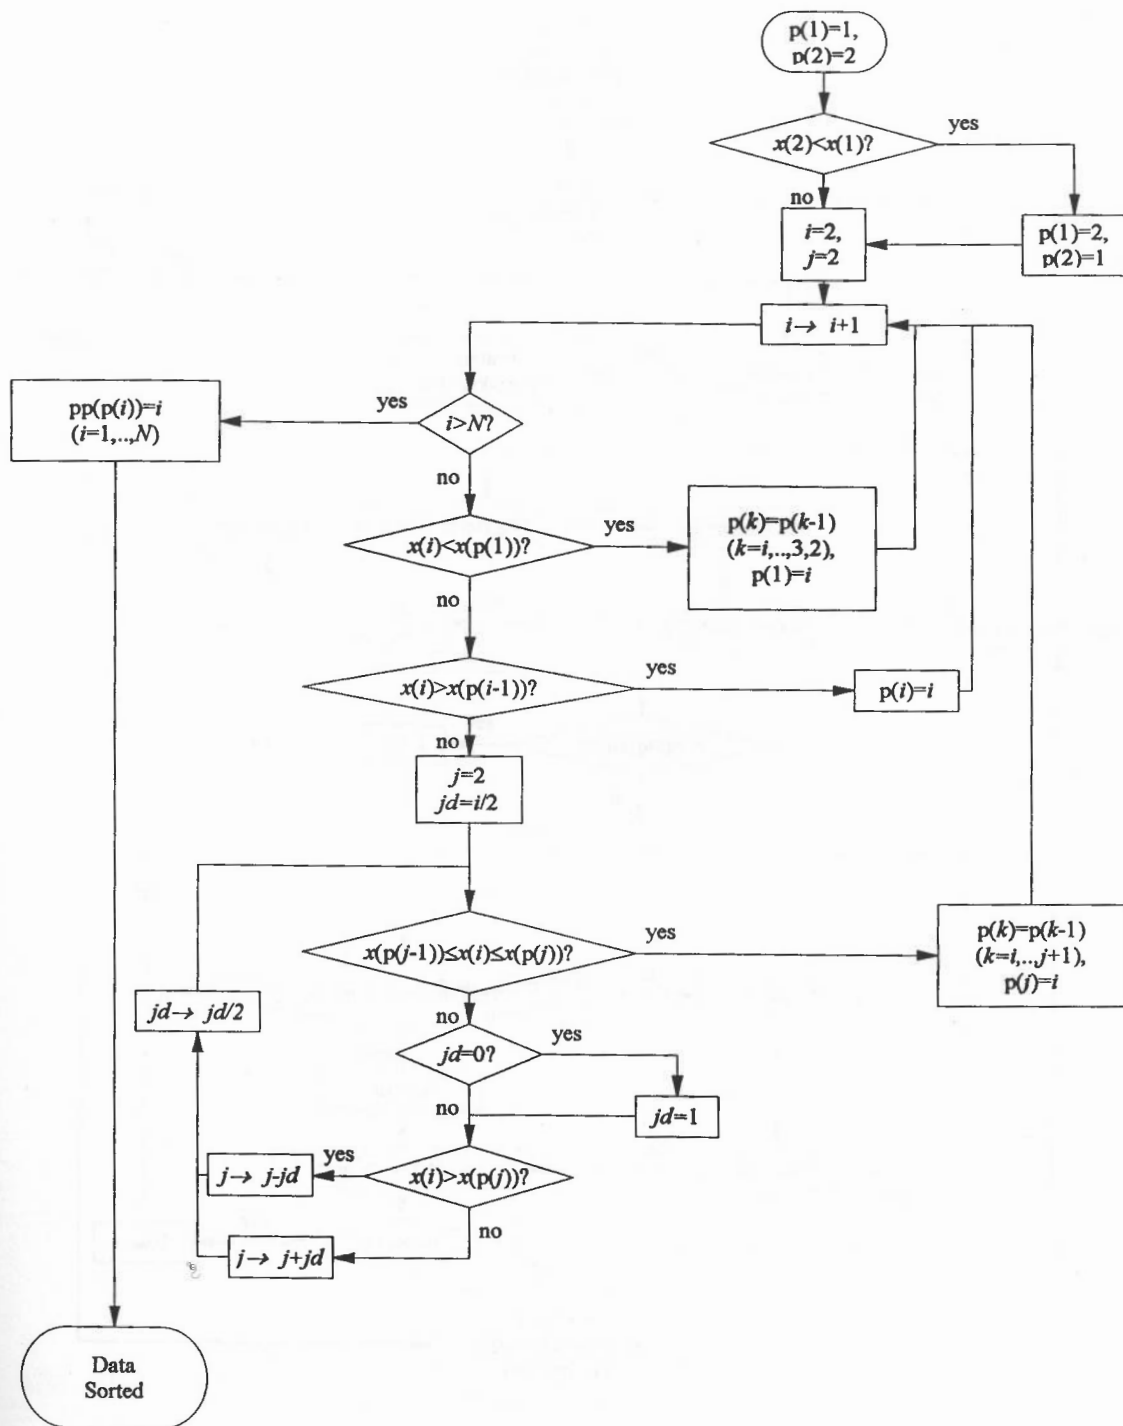 p(1)=1,
p(2)=2
x(2)<x(1)?
yes
no
i=2,
j=2
p(1)=2,
p(2)=1
i→ i+1
pp(p(i))=i
(i=1,..,N)
yes
i>N?
no
x(i)<x(p(1))?
yes
p(k)=p(k-1)
(k=i,..,3,2),
p(1)=i
no
x(i)>x(p(i-1))?
yes
p(i)=i
no
j=2
jd=i/2
x(p(j-1))≤x(i)≤x(p(j))?
yes
p(k)=p(k-1)
(k=i,..,j+1),
p(j)=i
jd→ jd/2
no
jd=0?
yes
no
jd=1
j→ j-jd
yes
x(i)>x(p(j))?
no
j→ j+jd
Data
Sorted